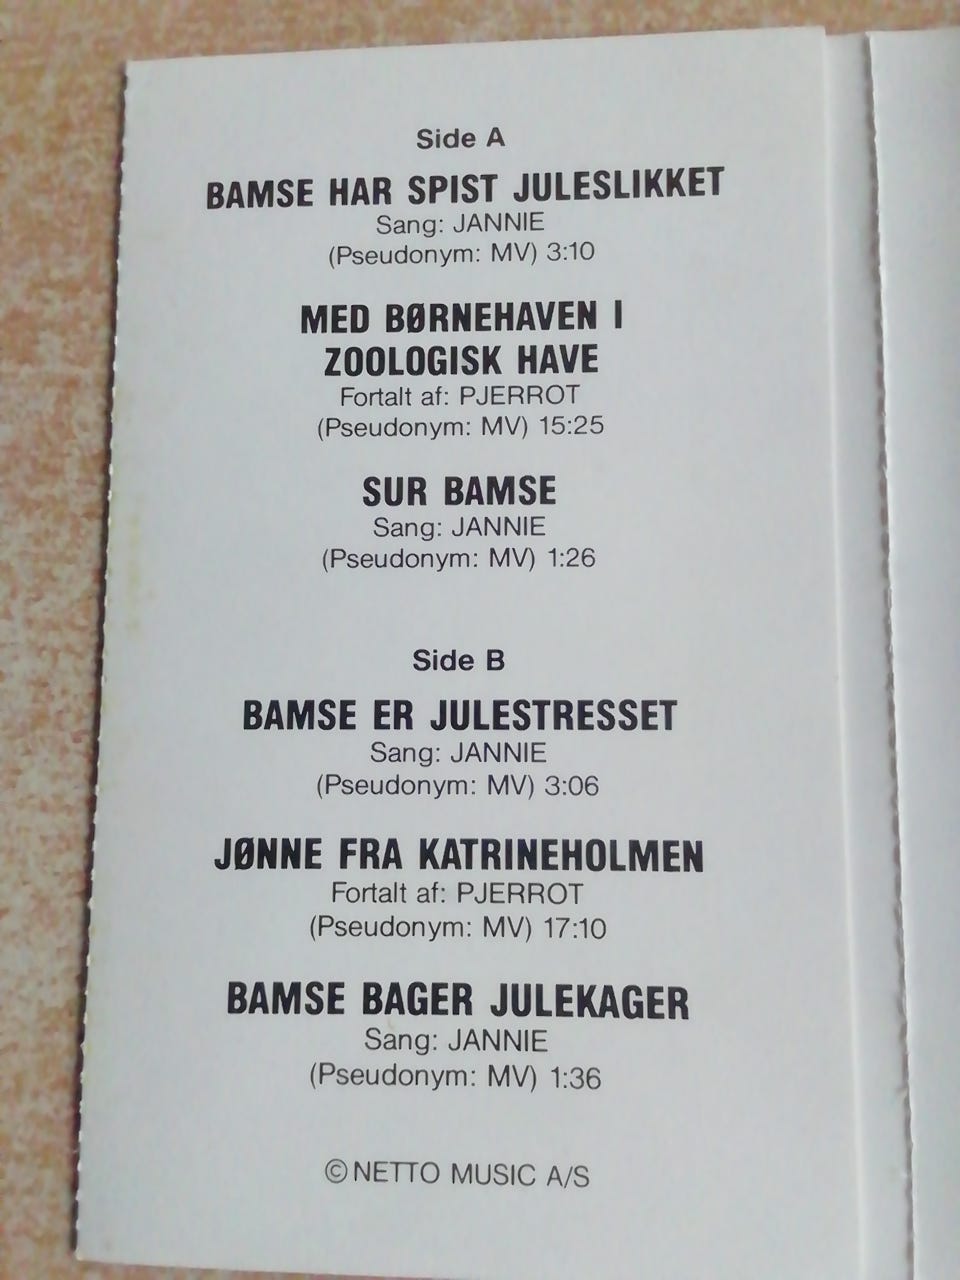 Side A
BAMSE HAR SPIST JULESLIKKET
Sang: JANNIE
(Pseudonym: MV) 3:10
MED BØRNEHAVEN I
ZOOLOGISK HAVE
Fortalt af: PJERROT
(Pseudonym: MV) 15:25
SUR BAMSE
Sang: JANNIE
(Pseudonym: MV) 1:26
Side B
BAMSE ER JULESTRESSET
Sang: JANNIE
(Pseudonym: MV) 3:06
JØNNE FRA KATRINEHOLMEN
Fortalt af: PJERROT
(Pseudonym: MV) 17:10
BAMSE BAGER JULEKAGER
Sang: JANNIE
(Pseudonym: MV) 1:36
© NETTO MUSIC A/S